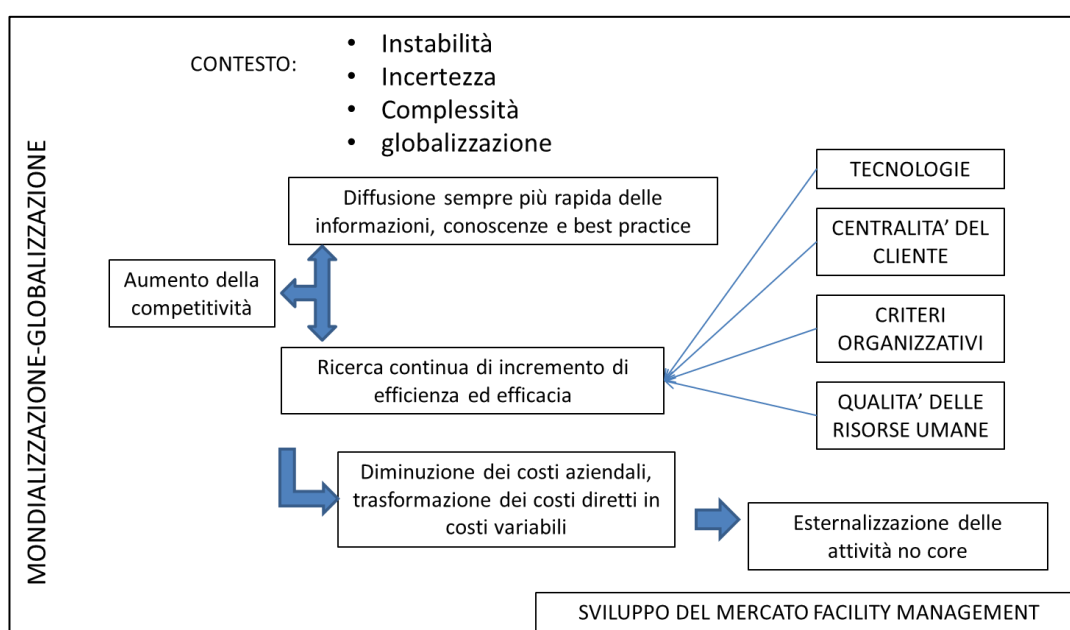 CONTESTO:
• Instabilità
• Incertezza
• Complessità
• globalizzazione
MONDIALIZZAZIONE-GLOBALIZZAZIONE
Diffusione sempre più rapida delle
informazioni, conoscenze e best practice
Aumento della
competitività
Ricerca continua di incremento di
efficienza ed efficacia
TECNOLOGIE
CENTRALITA’ DEL
CLIENTE
CRITERI
ORGANIZZATIVI
QUALITA’ DELLE
RISORSE UMANE
Diminuzione dei costi aziendali,
trasformazione dei costi diretti in
costi variabili
Esternalizzazione delle
attività no core
SVILUPPO DEL MERCATO FACILITY MANAGEMENT